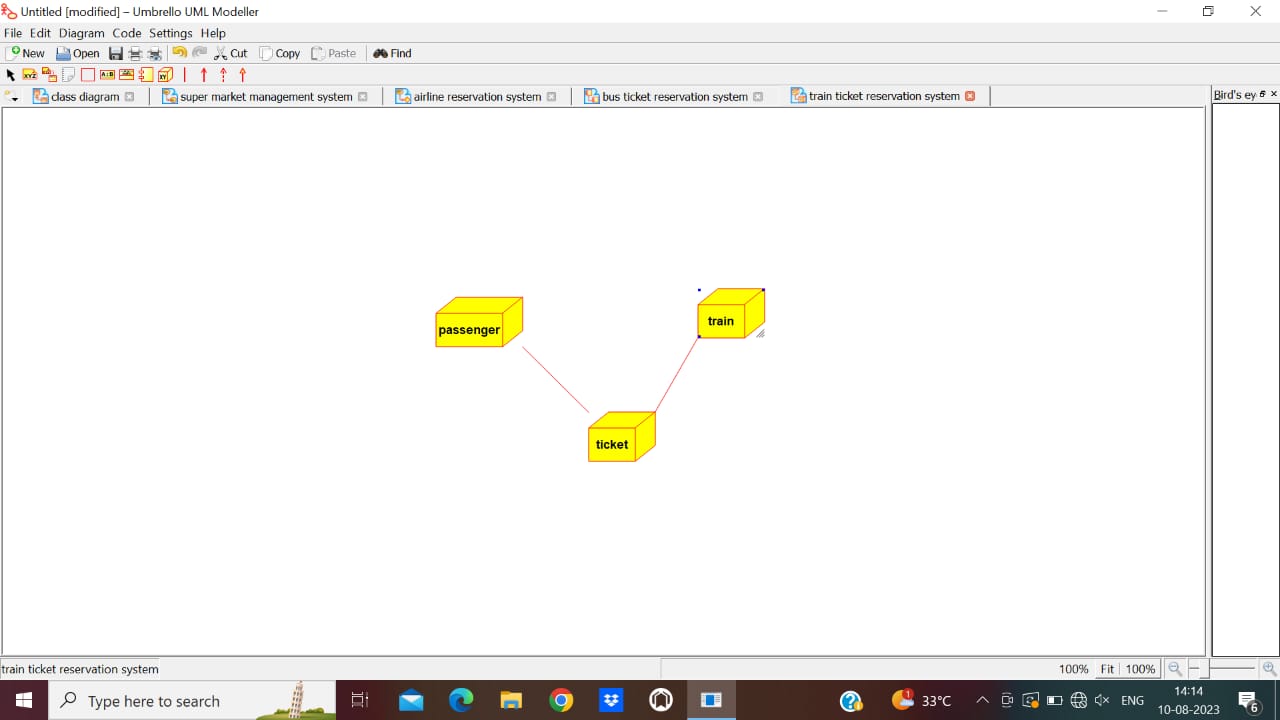 Untitled [modified] – Umbrello UML Modeller
File Edit Diagram Code Settings Help
New Open Cut Copy Paste Find
class diagram super market management system airline reservation system bus ticket reservation system train ticket reservation system Bird's ey
passenger
train
ticket
train ticket reservation system 100% Fit 100%
Type here to search 1 33°C ENG 14:14
10-08-2023 6